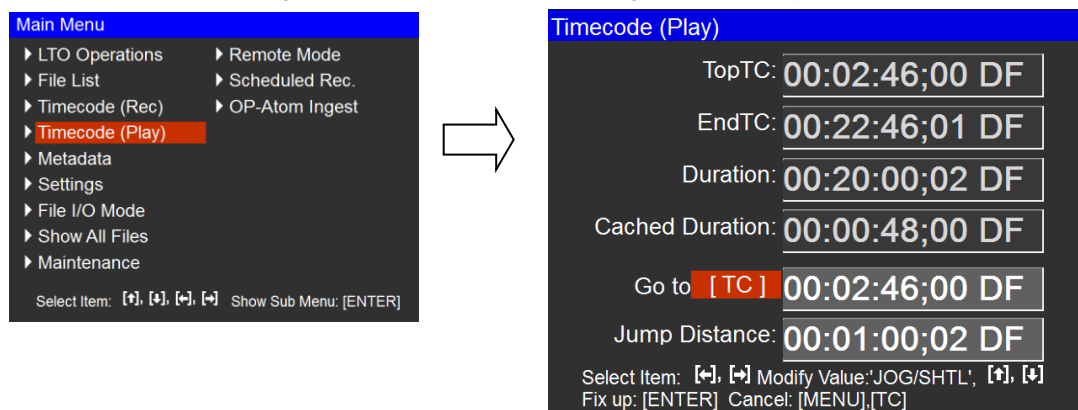 Main Menu
▶ LTO Operations ▶ Remote Mode
▶ File List ▶ Scheduled Rec.
▶ Timecode (Rec) ▶ OP-Atom Ingest
▶ Timecode (Play)
▶ Metadata
▶ Settings
▶ File I/O Mode
▶ Show All Files
▶ Maintenance
Select Item: [↑], [↓], [←], [→] Show Sub Menu: [ENTER]
Timecode (Play)
TopTC: 00:02:46;00 DF
EndTC: 00:22:46;01 DF
Duration: 00:20:00;02 DF
Cached Duration: 00:00:48;00 DF
Go to [ TC ] 00:02:46;00 DF
Jump Distance: 00:01:00;02 DF
Select Item: [←], [→] Modify Value:'JOG/SHTL', [↑], [↓]
Fix up: [ENTER] Cancel: [MENU],[TC]